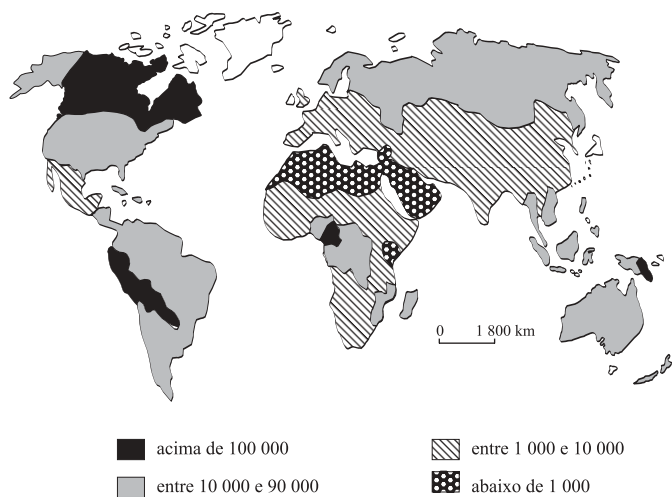 0 1 800 km
acima de 100 000
entre 1 000 e 10 000
entre 10 000 e 90 000
abaixo de 1 000